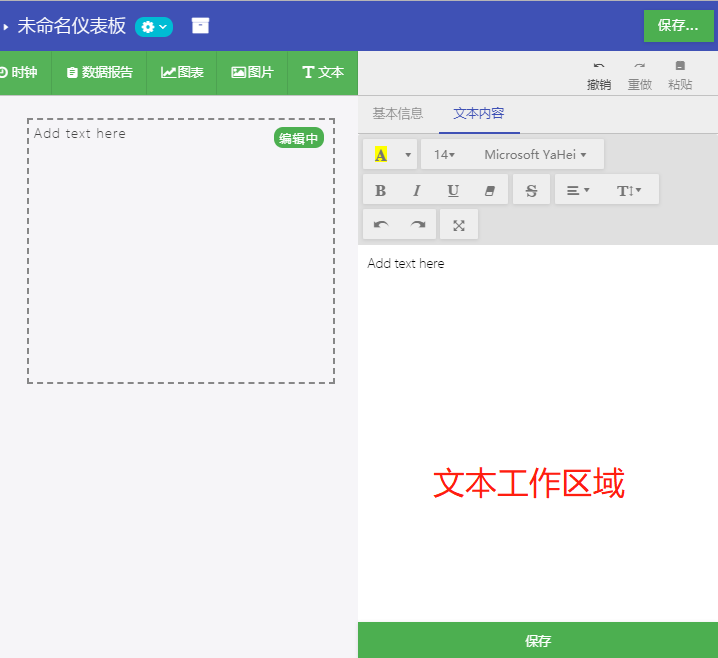 未命名仪表板
保存...
时钟 数据报告 图表 图片 文本
撤销 重做 粘贴
基本信息 文本内容
Add text here
编辑中
A
14 Microsoft YaHei
B I U S T
Add text here
文本工作区域
保存